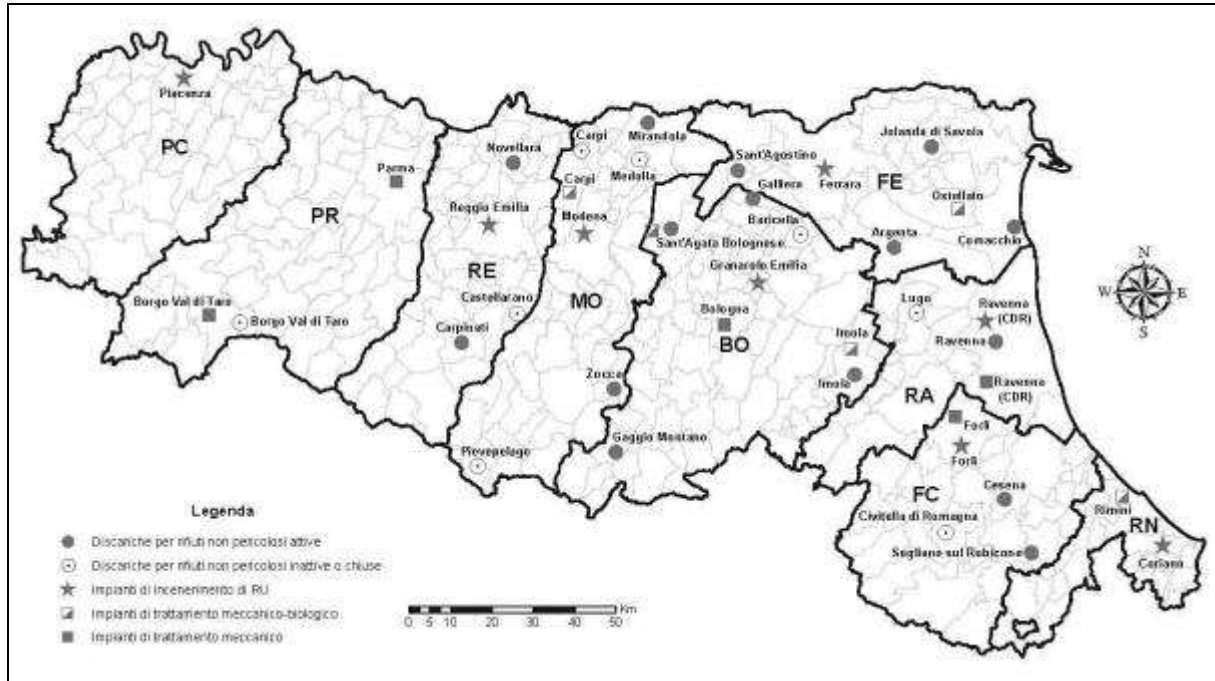 Piacenza
PC
Parma
PR
Borgo Val di Taro
Borgo Val di Taro
Novellara
Reggio Emilia
RE
Castellarano
Carpineti
Carpi
Mirandola
Medolla
Carpi
Modena
MO
Zocca
Pievepelago
Sant'Agostino
Galliera
Baricella
Sant'Agata Bolognese
Granarolo Emilia
Bologna
BO
Imola
Imola
Gaggio Montano
Jolanda di Savoia
Ferrara
FE
Ostellato
Argenta
Comacchio
Lugo
Ravenna
(CDR)
Ravenna
Ravenna
(CDR)
RA
Forlì
Forlì
FC
Cesena
Civitella di Romagna
Sogliano sul Rubicone
Rimini
RN
Coriano
N
W
E
S
Legenda
Discariche per rifiuti non pericolosi attive
Discariche per rifiuti non pericolosi inattive o chiuse
Impianti di incenerimento di RU
Impianti di trattamento meccanico-biologico
Impianti di trattamento meccanico
Km
0 5 10 20 30 40 50